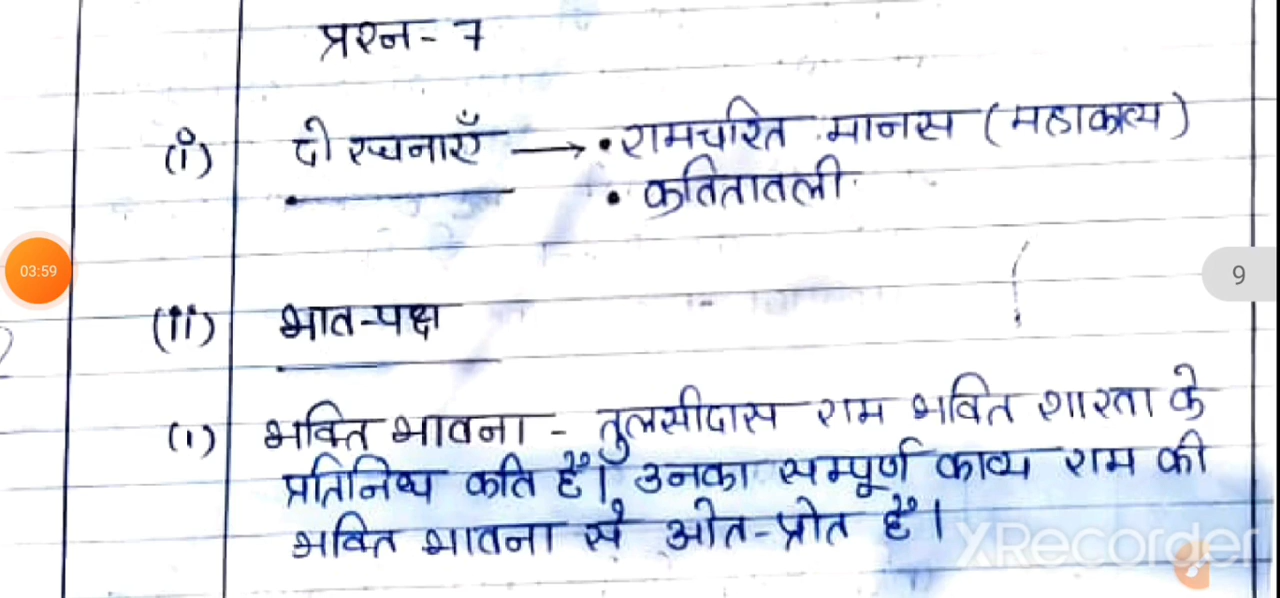 प्रश्न- 7
(i) दो रचनाएँ → • रामचरित मानस (महाकाव्य)
• कवितावली
03:59
9
(ii) भाव-पक्ष
(1) भक्ति भावना - तुलसीदास राम भक्ति शाखा के
प्रतिनिध कवि हैं। उनका सम्पूर्ण काव्य राम की
भक्ति भावना से ओत-प्रोत है।
XRecorder